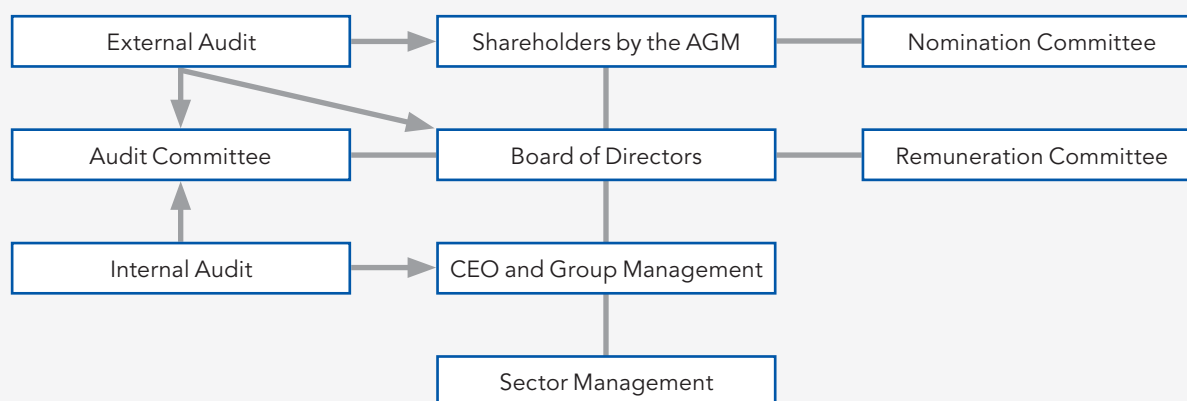 External Audit
Shareholders by the AGM
Nomination Committee
Audit Committee
Board of Directors
Remuneration Committee
Internal Audit
CEO and Group Management
Sector Management